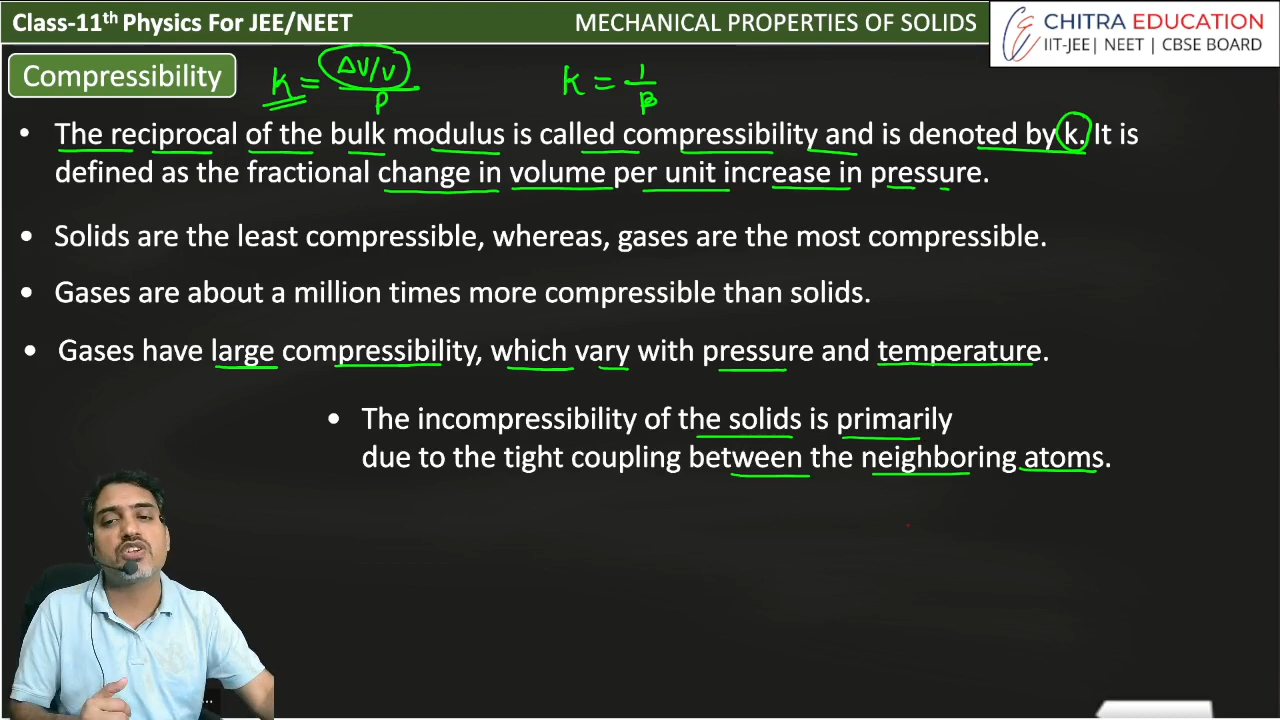 Class-11th Physics For JEE/NEET
MECHANICAL PROPERTIES OF SOLIDS
CHITRA EDUCATION
IIT-JEE| NEET | CBSE BOARD
Compressibility
k = ΔV/V / P
k = 1/B
• The reciprocal of the bulk modulus is called compressibility and is denoted by k. It is
defined as the fractional change in volume per unit increase in pressure.
• Solids are the least compressible, whereas, gases are the most compressible.
• Gases are about a million times more compressible than solids.
• Gases have large compressibility, which vary with pressure and temperature.
• The incompressibility of the solids is primarily
due to the tight coupling between the neighboring atoms.